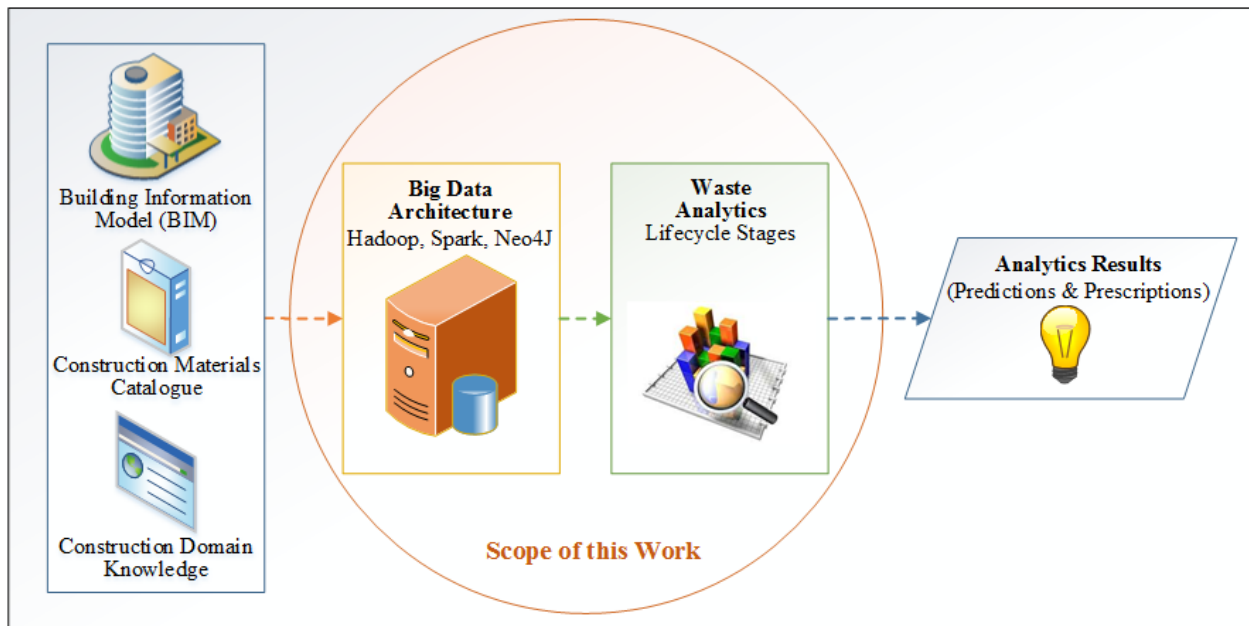 Building Information
Model (BIM)
Construction Materials
Catalogue
Construction Domain
Knowledge
Big Data
Architecture
Hadoop, Spark, Neo4J
Waste
Analytics
Lifecycle Stages
Scope of this Work
Analytics Results
(Predictions & Prescriptions)